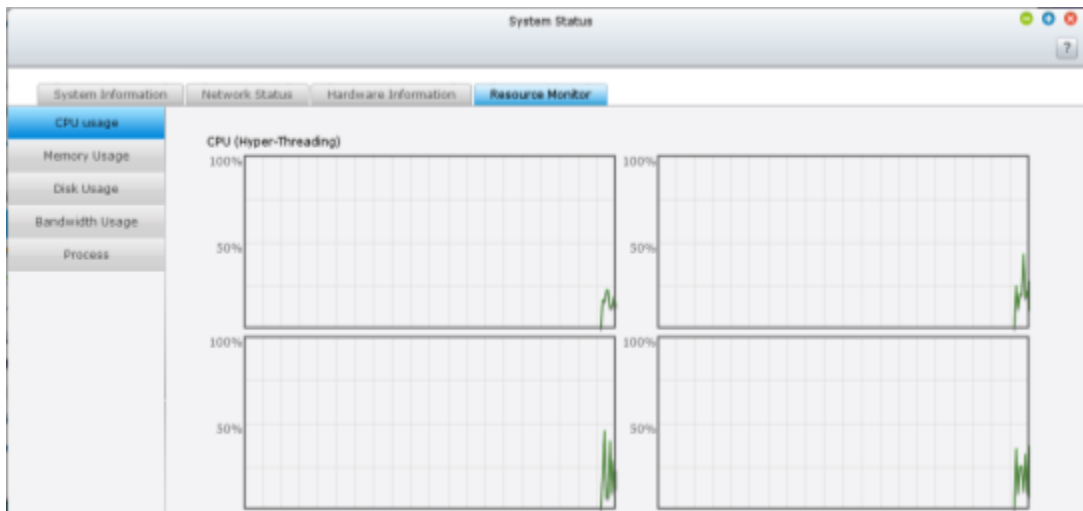 System Status
?
System Information Network Status Hardware Information Resource Monitor
CPU usage
Memory Usage
Disk Usage
Bandwidth Usage
Process
CPU (Hyper-Threading)
100% 100%
50% 50%
100% 100%
50% 50%